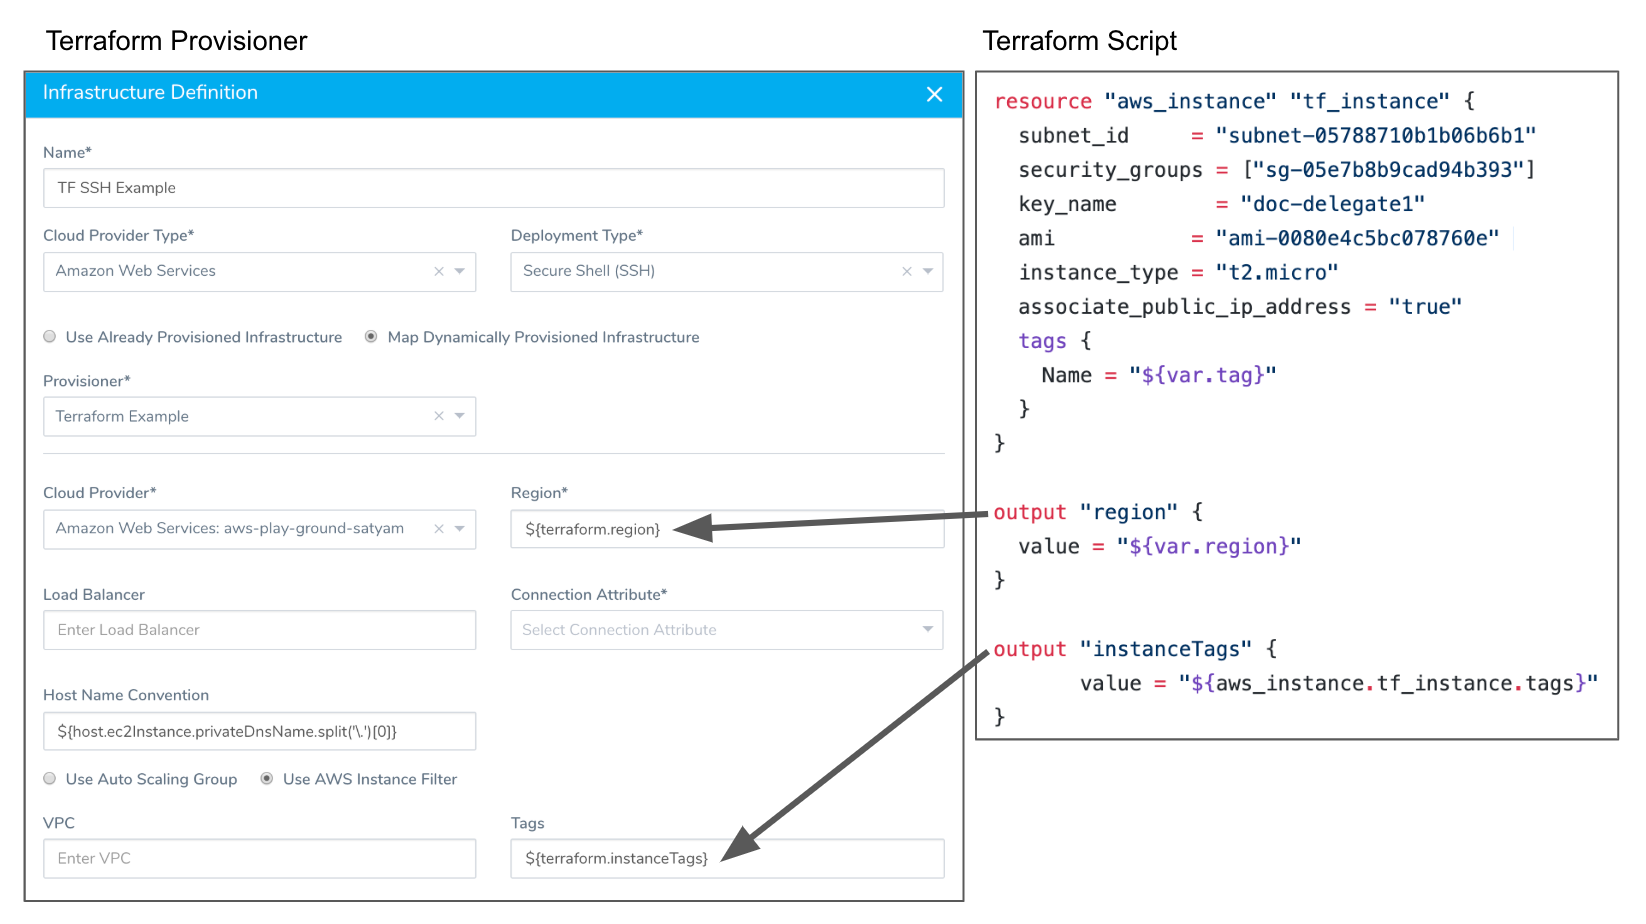 Terraform Provisioner
Infrastructure Definition
Name*
TF SSH Example
Cloud Provider Type*
Deployment Type*
Amazon Web Services
Secure Shell (SSH)
Use Already Provisioned Infrastructure
Map Dynamically Provisioned Infrastructure
Provisioner*
Terraform Example
Cloud Provider*
Region*
Amazon Web Services: aws-play-ground-satyam
${terraform.region}
Load Balancer
Connection Attribute*
Enter Load Balancer
Select Connection Attribute
Host Name Convention
${host.ec2Instance.privateDnsName.split('\.')[0]}
Use Auto Scaling Group
Use AWS Instance Filter
VPC
Tags
Enter VPC
${terraform.instanceTags}
Terraform Script
resource "aws_instance" "tf_instance" {
  subnet_id     = "subnet-05788710b1b06b6b1"
  security_groups = ["sg-05e7b8b9cad94b393"]
  key_name        = "doc-delegate1"
  ami           = "ami-0080e4c5bc078760e"
  instance_type = "t2.micro"
  associate_public_ip_address = "true"
  tags {
    Name = "${var.tag}"
  }
}
output "region" {
  value = "${var.region}"
}
output "instanceTags" {
       value = "${aws_instance.tf_instance.tags}"
}